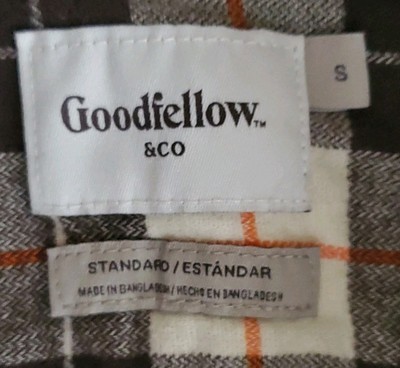 Goodfellow™
&CO
S
STANDARD/ESTÁNDAR
MADE IN BANGLADESH/HECHO EN BANGLADESH